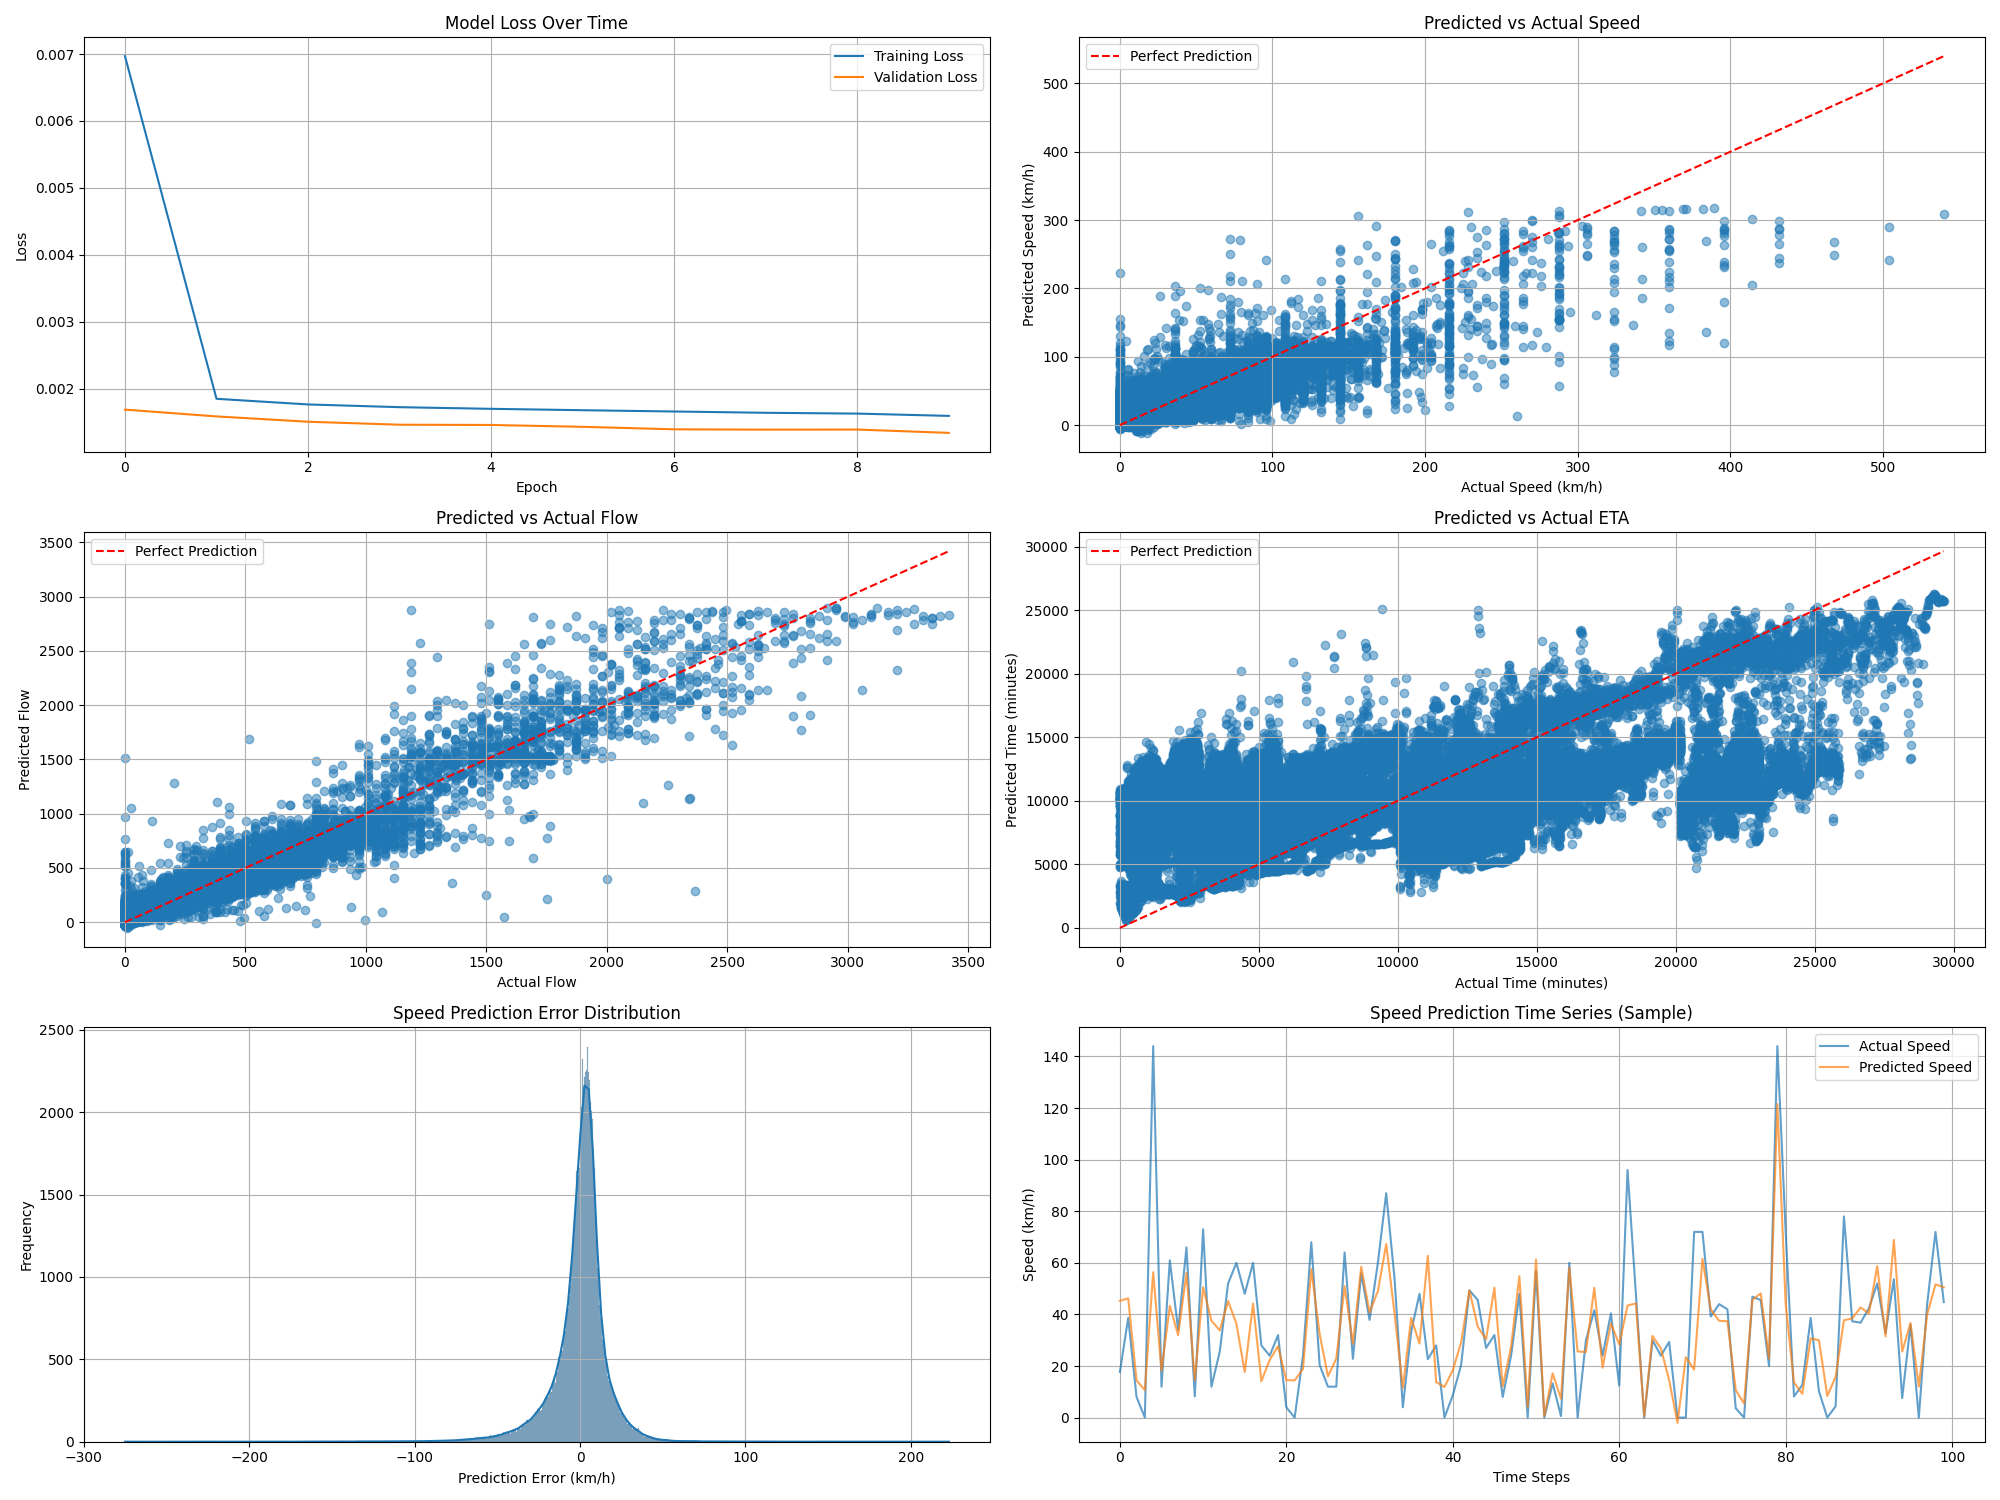 Model Loss Over Time
0.007
0.006
0.005
0.004
0.003
0.002
Loss
Training Loss
Validation Loss
0 2 4 6 8
Epoch
Predicted vs Actual Speed
500
400
300
200
100
0
Predicted Speed (km/h)
Perfect Prediction
0 100 200 300 400 500
Actual Speed (km/h)
Predicted vs Actual Flow
3500
3000
2500
2000
1500
1000
500
0
Predicted Flow
Perfect Prediction
0 500 1000 1500 2000 2500 3000 3500
Actual Flow
Predicted vs Actual ETA
30000
25000
20000
15000
10000
5000
0
Predicted Time (minutes)
Perfect Prediction
0 5000 10000 15000 20000 25000 30000
Actual Time (minutes)
Speed Prediction Error Distribution
2500
2000
1500
1000
500
0
Frequency
−300 −200 −100 0 100 200
Prediction Error (km/h)
Speed Prediction Time Series (Sample)
140
120
100
80
60
40
20
0
Speed (km/h)
Actual Speed
Predicted Speed
0 20 40 60 80 100
Time Steps